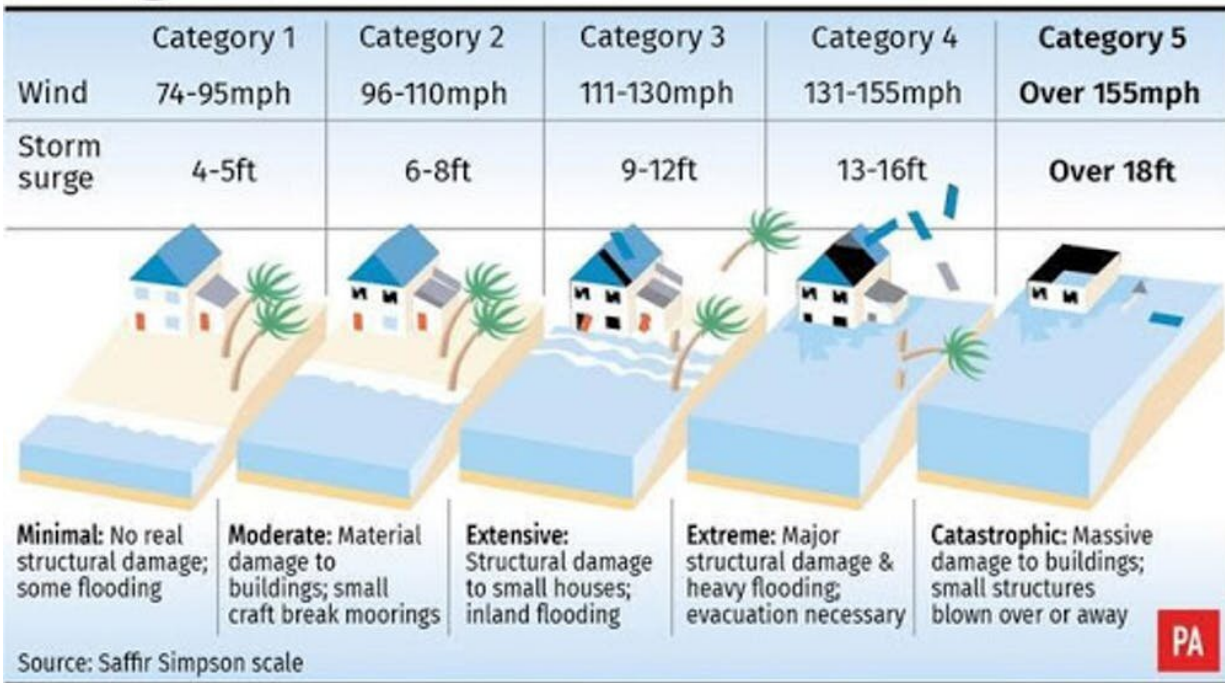 Category 1 Category 2 Category 3 Category 4 Category 5
Wind 74-95mph 96-110mph 111-130mph 131-155mph Over 155mph
Storm surge 4-5ft 6-8ft 9-12ft 13-16ft Over 18ft
Minimal: No real
structural damage;
some flooding
Moderate: Material
damage to
buildings; small
craft break moorings
Extensive:
Structural damage
to small houses;
inland flooding
Extreme: Major
structural damage &
heavy flooding;
evacuation necessary
Catastrophic: Massive
damage to buildings;
small structures
blown over or away
Source: Saffir Simpson scale
PA